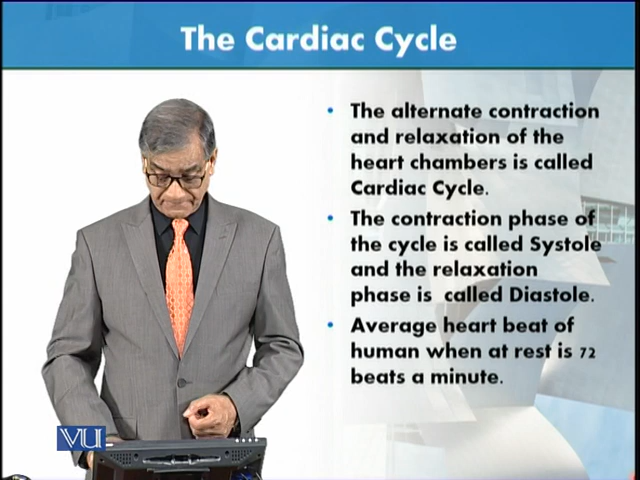 The Cardiac Cycle
• The alternate contraction
and relaxation of the
heart chambers is called
Cardiac Cycle.
• The contraction phase of
the cycle is called Systole
and the relaxation
phase is called Diastole.
• Average heart beat of
human when at rest is 72
beats a minute.
VU